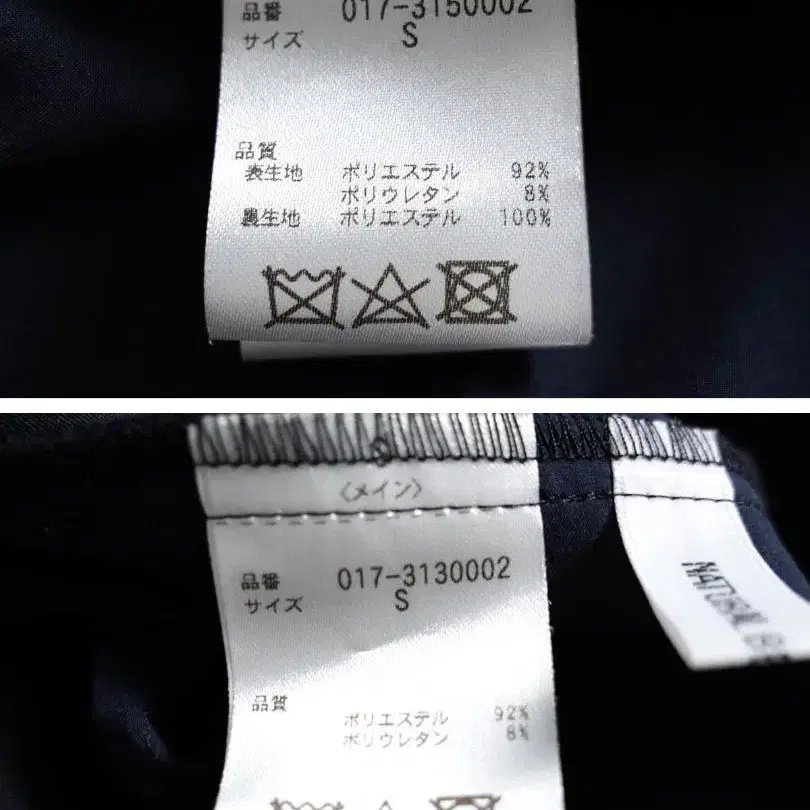 品番 017-3150002
サイズ S
品質
表生地 ポリエステル 92%
ポリウレタン 8%
裏生地 ポリエステル 100%
〈メイン〉
品番 017-3130002
サイズ S
品質
ポリエステル 92%
ポリウレタン 8%
NATURAL